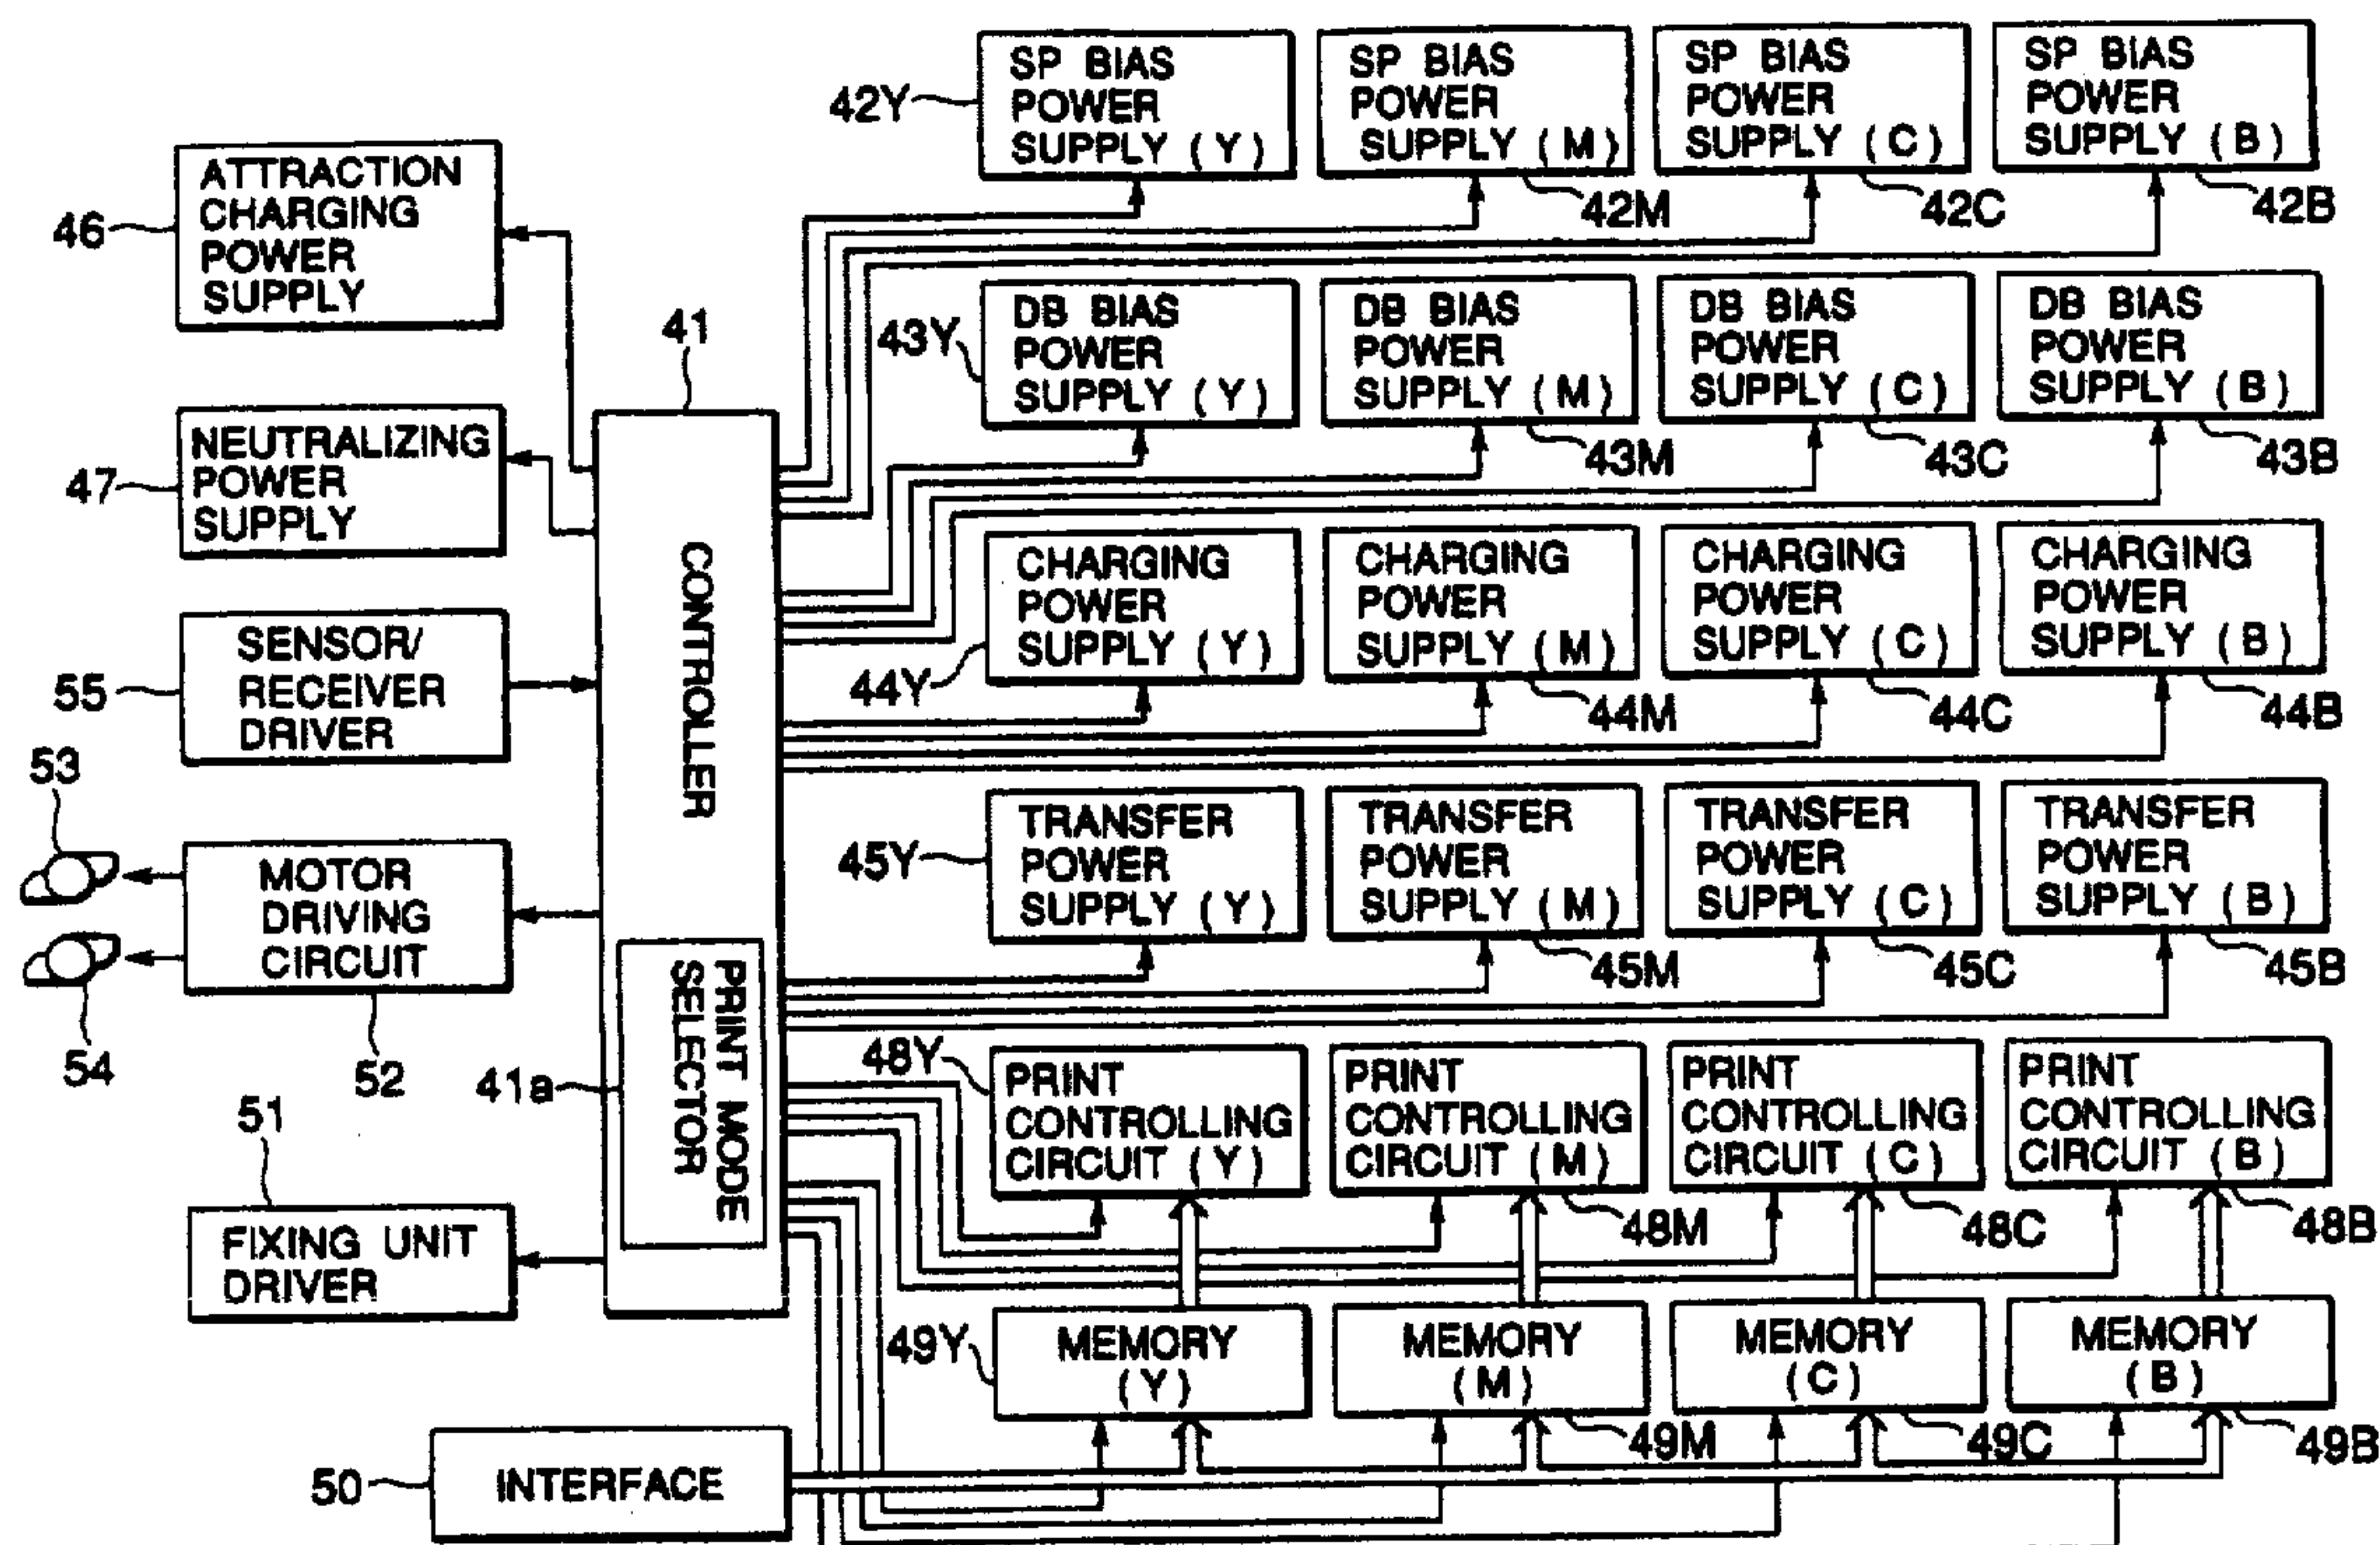 SP BIAS
POWER
SUPPLY (Y)
42Y
SP BIAS
POWER
SUPPLY (M)
42M
SP BIAS
POWER
SUPPLY (C)
42C
SP BIAS
POWER
SUPPLY (B)
42B
ATTRACTION
CHARGING
POWER
SUPPLY
46
41
CONTROLLER
DB BIAS
POWER
SUPPLY (Y)
43Y
DB BIAS
POWER
SUPPLY (M)
43M
DB BIAS
POWER
SUPPLY (C)
43C
DB BIAS
POWER
SUPPLY (B)
43B
NEUTRALIZING
POWER
SUPPLY
47
CHARGING
POWER
SUPPLY (Y)
44Y
CHARGING
POWER
SUPPLY (M)
44M
CHARGING
POWER
SUPPLY (C)
44C
CHARGING
POWER
SUPPLY (B)
44B
SENSOR/
RECEIVER
DRIVER
55
53
MOTOR
DRIVING
CIRCUIT
52
54
TRANSFER
POWER
SUPPLY (Y)
45Y
TRANSFER
POWER
SUPPLY (M)
45M
TRANSFER
POWER
SUPPLY (C)
45C
TRANSFER
POWER
SUPPLY (B)
45B
PRINT MODE
SELECTOR
41a
51
FIXING UNIT
DRIVER
48Y
PRINT
CONTROLLING
CIRCUIT (Y)
PRINT
CONTROLLING
CIRCUIT (M)
48M
PRINT
CONTROLLING
CIRCUIT (C)
48C
PRINT
CONTROLLING
CIRCUIT (B)
48B
49Y
MEMORY
(Y)
MEMORY
(M)
49M
MEMORY
(C)
49C
MEMORY
(B)
49B
50
INTERFACE